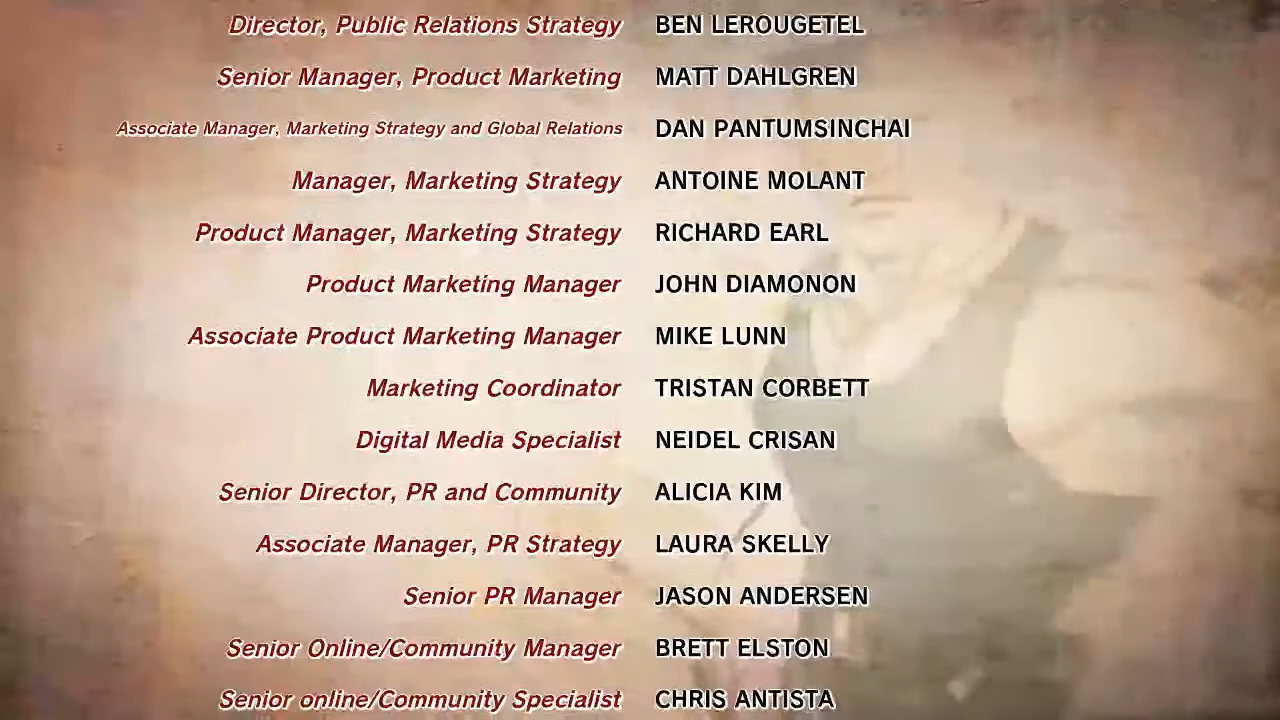 Director, Public Relations Strategy BEN LEROUGETEL
Senior Manager, Product Marketing MATT DAHLGREN
Associate Manager, Marketing Strategy and Global Relations DAN PANTUMSINCHAI
Manager, Marketing Strategy ANTOINE MOLANT
Product Manager, Marketing Strategy RICHARD EARL
Product Marketing Manager JOHN DIAMONON
Associate Product Marketing Manager MIKE LUNN
Marketing Coordinator TRISTAN CORBETT
Digital Media Specialist NEIDEL CRISAN
Senior Director, PR and Community ALICIA KIM
Associate Manager, PR Strategy LAURA SKELLY
Senior PR Manager JASON ANDERSEN
Senior Online/Community Manager BRETT ELSTON
Senior online/Community Specialist CHRIS ANTISTA